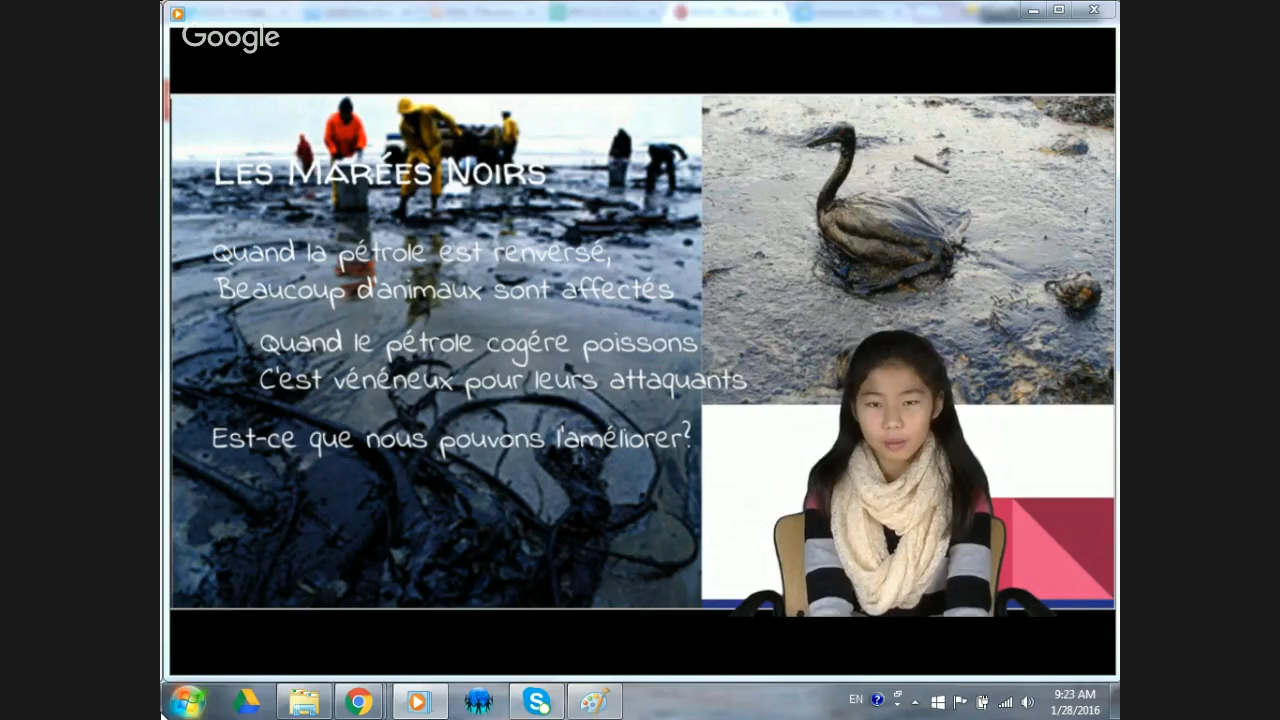 Google
Les Marées Noirs
Quand la pétrole est renversé,
Beaucoup d'animaux sont affectés
Quand le pétrole cogére poissons
C'est vénéneux pour leurs attaquants
Est-ce que nous pouvons l'améliorer?
EN
9:23 AM
1/28/2016